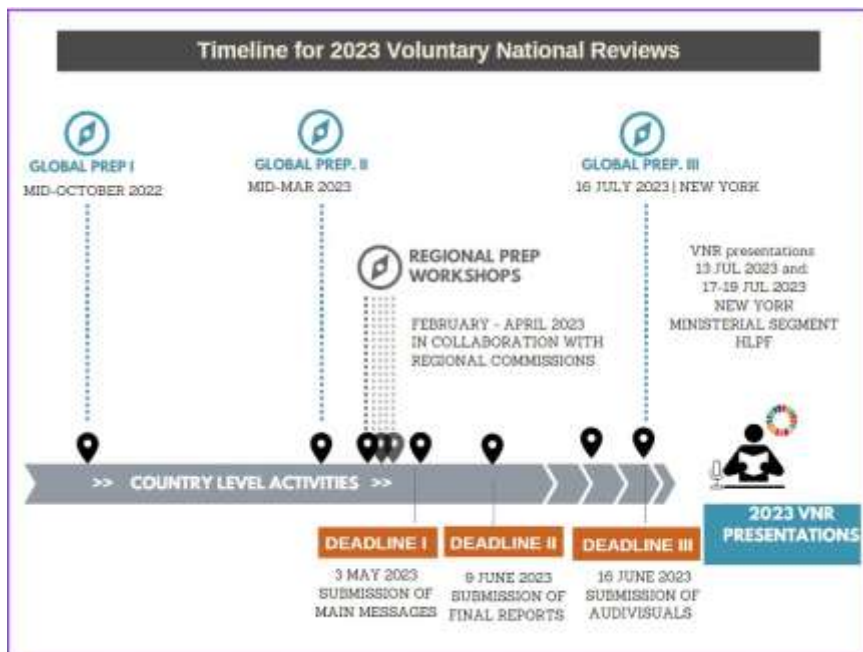 Timeline for 2023 Voluntary National Reviews
GLOBAL PREP I
MID-OCTOBER 2022
GLOBAL PREP. II
MID-MAR 2023
GLOBAL PREP. III
16 JULY 2023 | NEW YORK
REGIONAL PREP
WORKSHOPS
FEBRUARY - APRIL 2023
IN COLLABORATION WITH
REGIONAL COMMISSIONS
VNR presentations
13 JUL 2023 and
17-19 JUL 2023
NEW YORK
MINISTERIAL SEGMENT
HLPF
>> COUNTRY LEVEL ACTIVITIES >>
2023 VNR
PRESENTATIONS
DEADLINE I
3 MAY 2023
SUBMISSION OF
MAIN MESSAGES
DEADLINE II
9 JUNE 2023
SUBMISSION OF
FINAL REPORTS
DEADLINE III
16 JUNE 2023
SUBMISSION OF
AUDIVISUALS